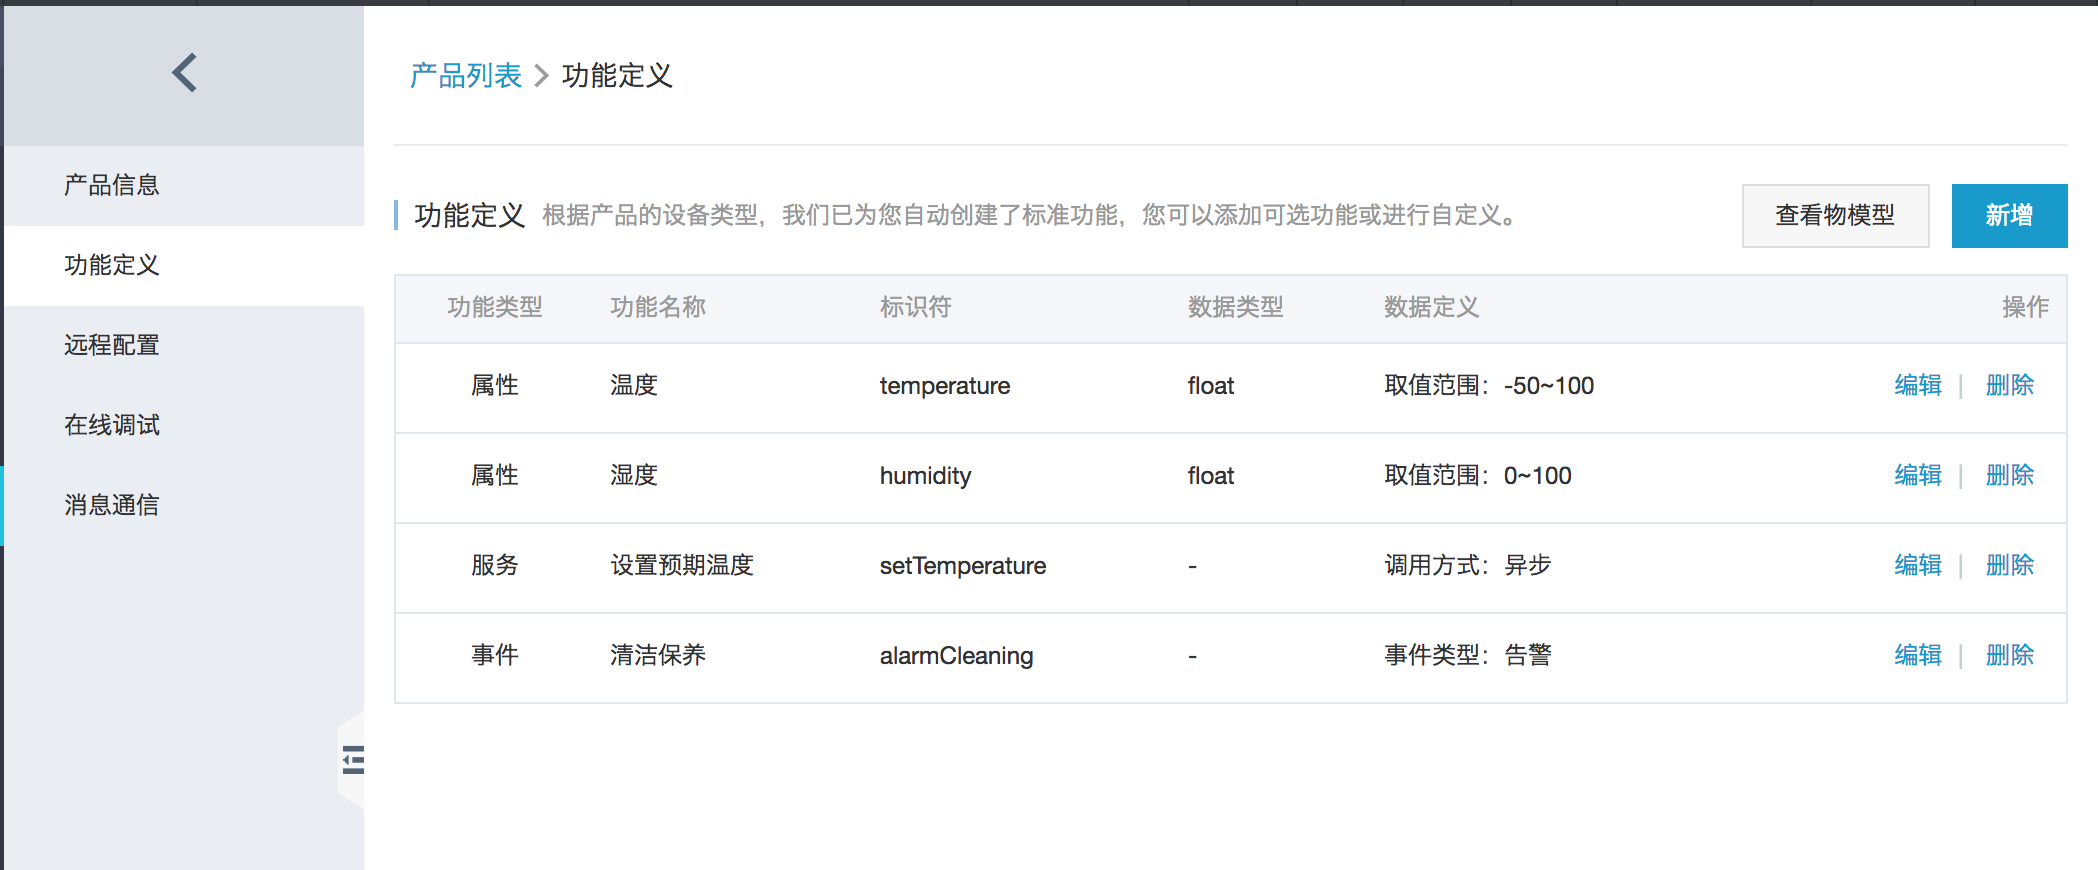 产品列表 > 功能定义
产品信息
功能定义
远程配置
在线调试
消息通信
功能定义 根据产品的设备类型，我们已为您自动创建了标准功能，您可以添加可选功能或进行自定义。 查看物模型 新增
功能类型 功能名称 标识符 数据类型 数据定义 操作
属性 温度 temperature float 取值范围：-50~100 编辑 | 删除
属性 湿度 humidity float 取值范围：0~100 编辑 | 删除
服务 设置预期温度 setTemperature - 调用方式：异步 编辑 | 删除
事件 清洁保养 alarmCleaning - 事件类型：告警 编辑 | 删除